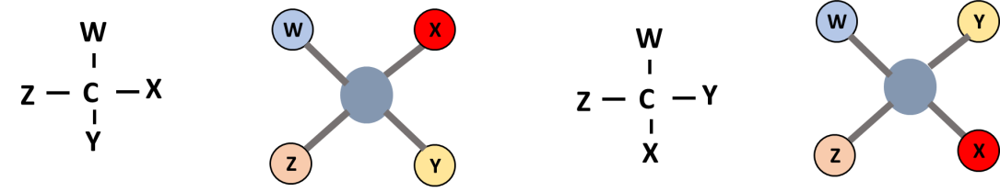 W
Z — C — X
Y
W X
Z Y
W
Z — C — Y
X
W Y
Z X